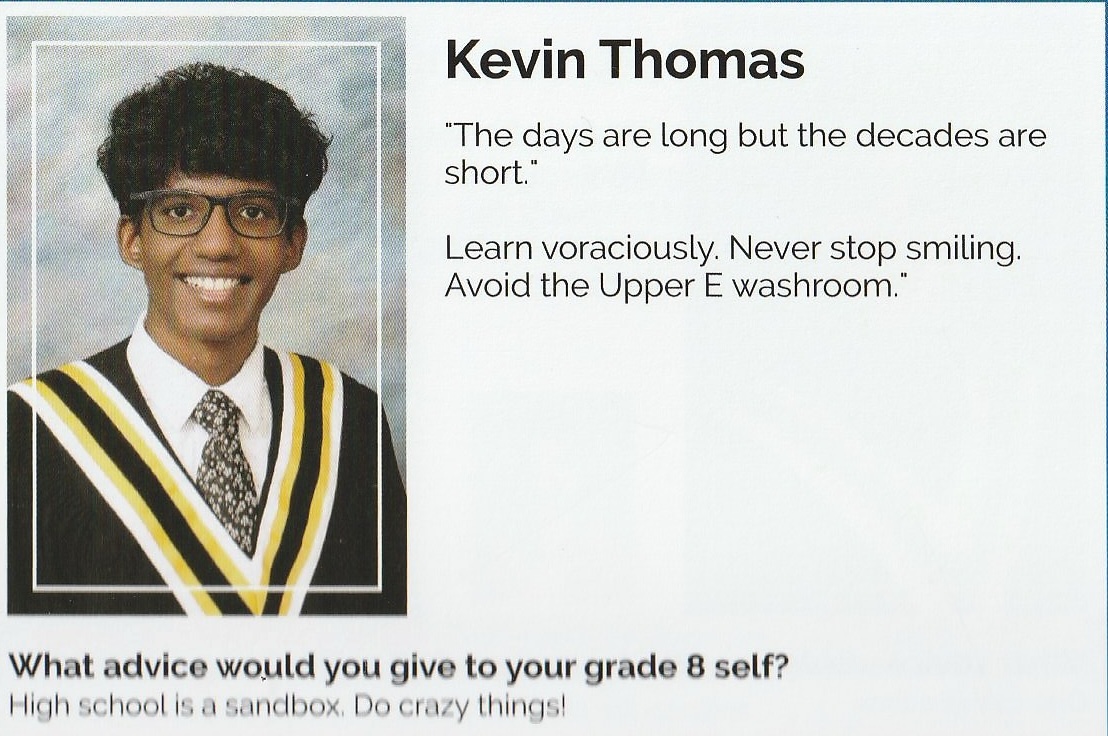 Kevin Thomas
"The days are long but the decades are
short."
Learn voraciously. Never stop smiling.
Avoid the Upper E washroom."
What advice would you give to your grade 8 self?
High school is a sandbox. Do crazy things!